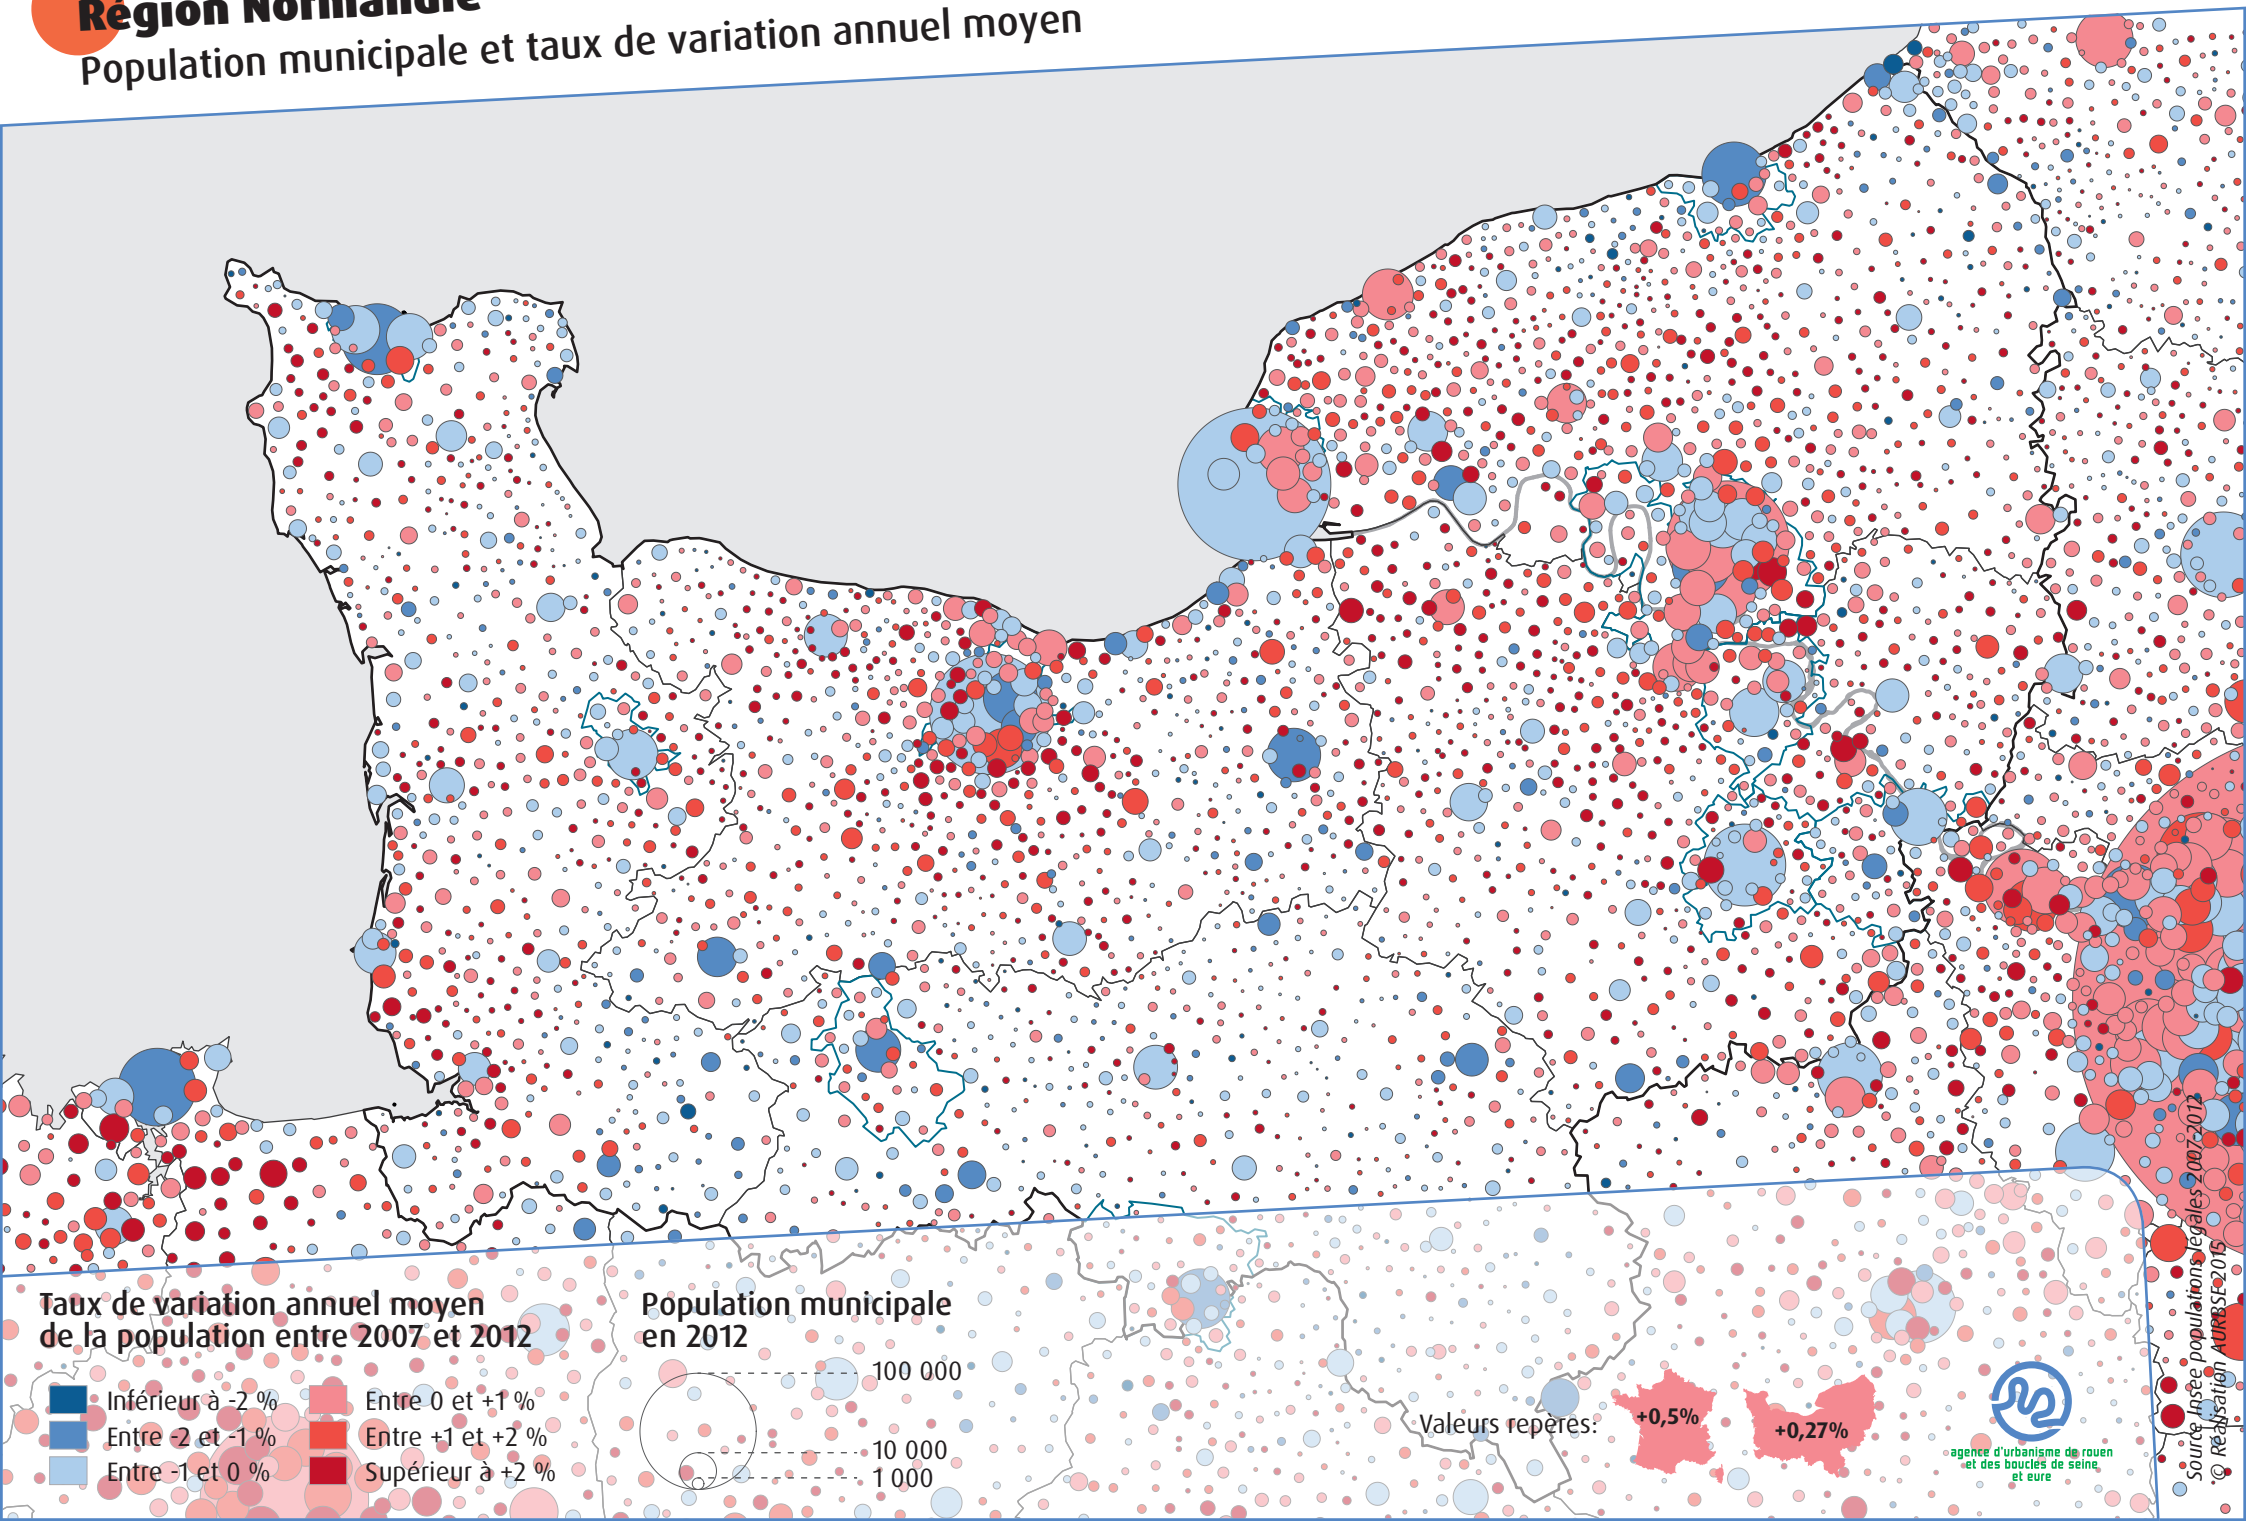 Région Normandie
Population municipale et taux de variation annuel moyen
Taux de variation annuel moyen
de la population entre 2007 et 2012
Inférieur à -2 %
Entre -2 et -1 %
Entre -1 et 0 %
Entre 0 et +1 %
Entre +1 et +2 %
Supérieur à +2 %
Population municipale
en 2012
100 000
10 000
1 000
Valeurs repères:
+0,5%
+0,27%
agence d'urbanisme de rouen
et des boucles de seine
et eure
Source Insee populations légales 2007-2012
© Réalisation AURBSE 2015